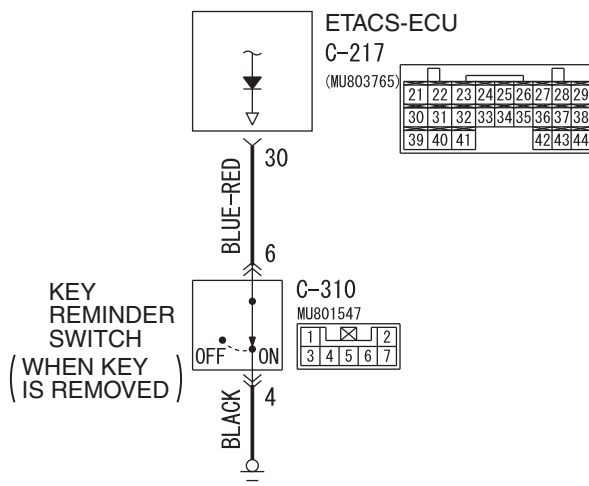 ETACS-ECU
C-217
(MU803765)
21 22 23 24 25 26 27 28 29
30 31 32 33 34 35 36 37 38
39 40 41 42 43 44
30
BLUE-RED
6
KEY
REMINDER
SWITCH
(WHEN KEY
IS REMOVED)
OFF ON
C-310
MU801547
1 2
3 4 5 6 7
4
BLACK